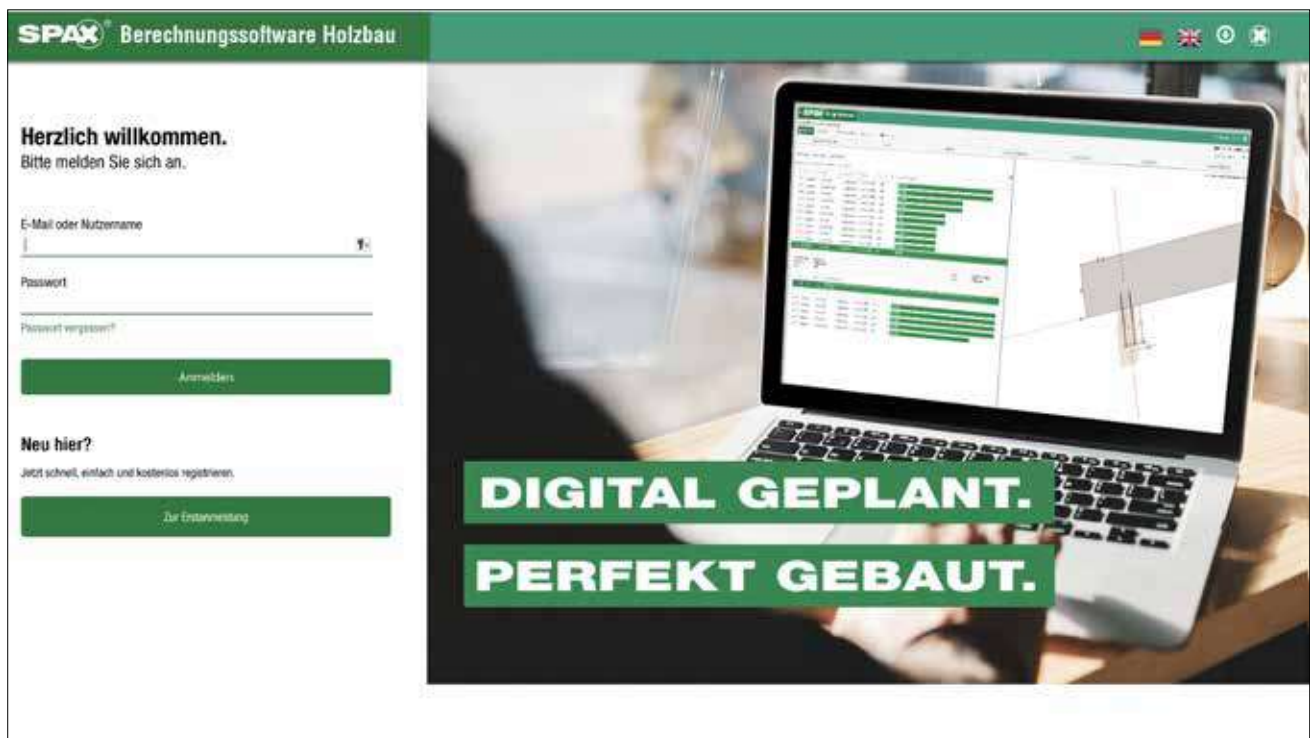 SPAX® Berechnungssoftware Holzbau
Herzlich willkommen.
Bitte melden Sie sich an.
E-Mail oder Nutzername
Passwort
Passwort vergessen?
Anmelden
Neu hier?
Jetzt schnell, einfach und kostenlos registrieren.
Zur Erstanmeldung
DIGITAL GEPLANT.
PERFEKT GEBAUT.